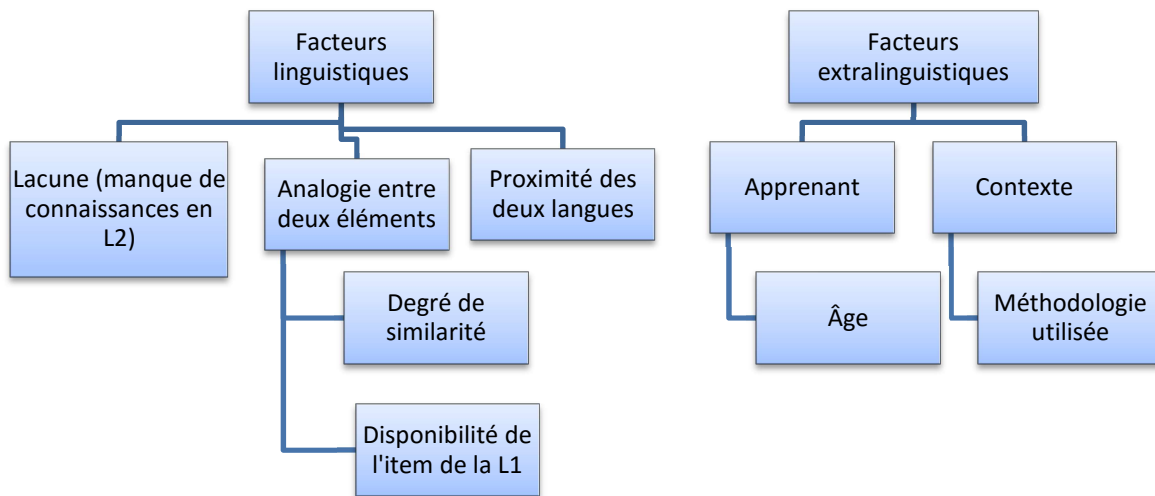 Facteurs
linguistiques
Lacune (manque de
connaissances en
L2)
Analogie entre
deux éléments
Degré de
similarité
Disponibilité de
l'item de la L1
Proximité des
deux langues
Facteurs
extralinguistiques
Apprenant
Âge
Contexte
Méthodologie
utilisée